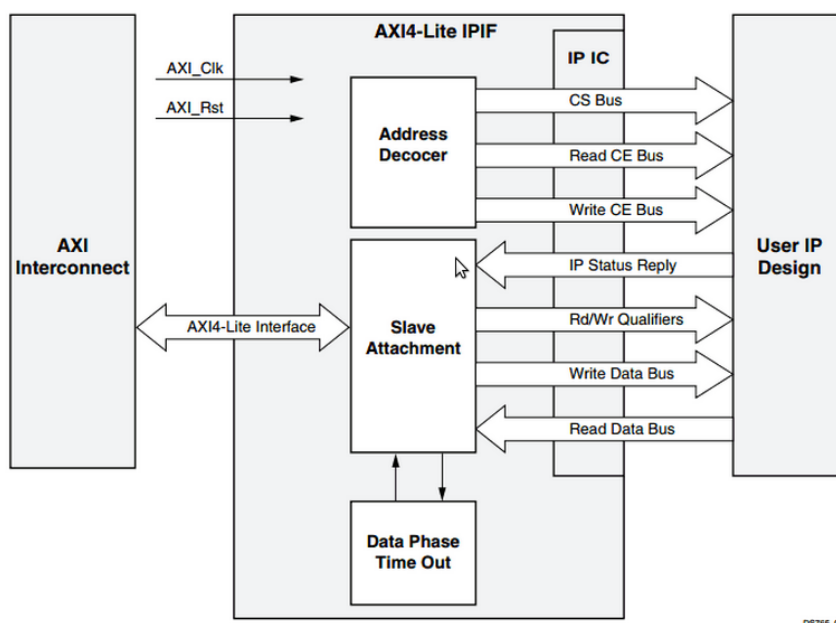 AXI4-Lite IPIF
IP IC
AXI_Clk
AXI_Rst
Address
Decocer
CS Bus
Read CE Bus
Write CE Bus
AXI
Interconnect
User IP
Design
IP Status Reply
AXI4-Lite Interface
Slave
Attachment
Rd/Wr Qualifiers
Write Data Bus
Read Data Bus
Data Phase
Time Out